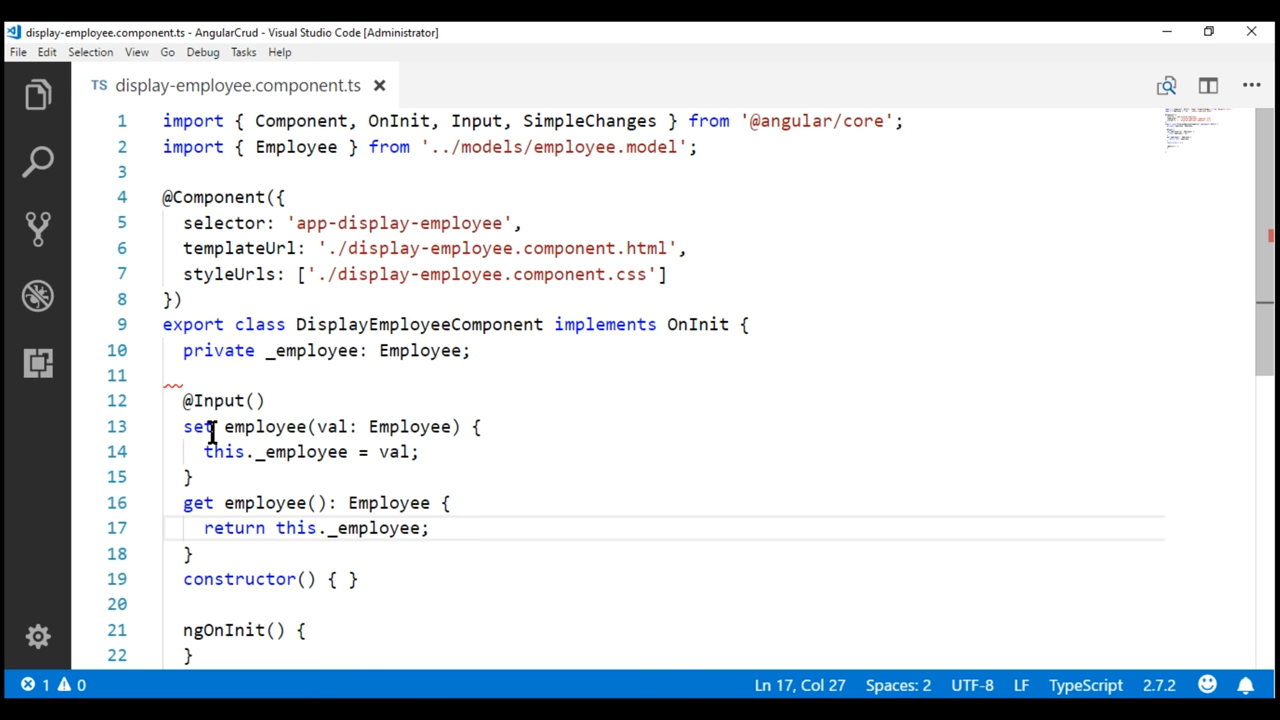 display-employee.component.ts - AngularCrud - Visual Studio Code [Administrator]
File Edit Selection View Go Debug Tasks Help
TS display-employee.component.ts
1 import { Component, OnInit, Input, SimpleChanges } from '@angular/core';
2 import { Employee } from '../models/employee.model';
3
4 @Component({
5 selector: 'app-display-employee',
6 templateUrl: './display-employee.component.html',
7 styleUrls: ['./display-employee.component.css']
8 })
9 export class DisplayEmployeeComponent implements OnInit {
10 private _employee: Employee;
11
12 @Input()
13 set employee(val: Employee) {
14 this._employee = val;
15 }
16 get employee(): Employee {
17 return this._employee;
18 }
19 constructor() { }
20
21 ngOnInit() {
22 }
1 0 Ln 17, Col 27 Spaces: 2 UTF-8 LF TypeScript 2.7.2